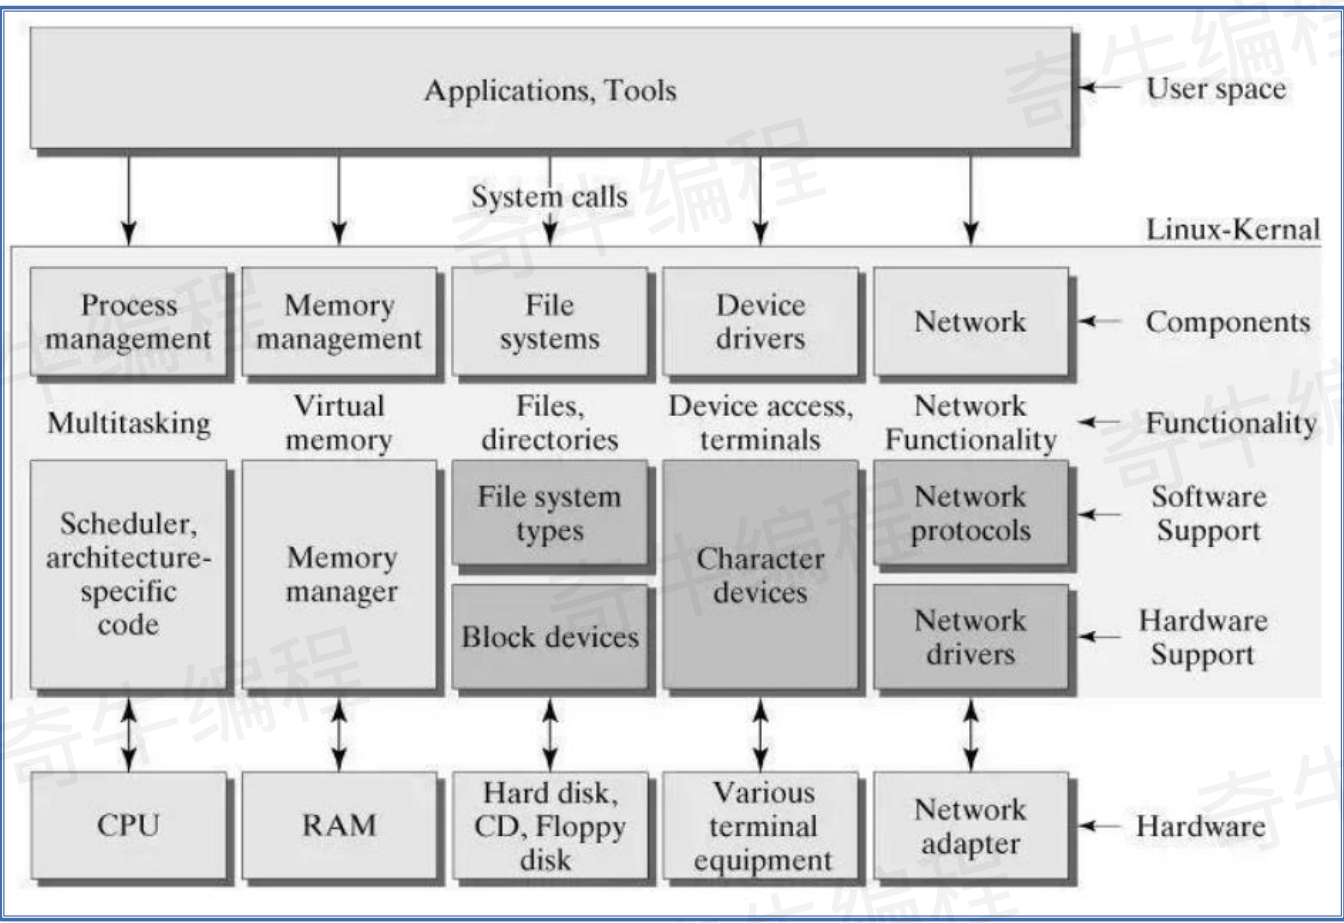 Applications, Tools
User space
System calls
Linux-Kernal
Process
management
Memory
management
File
systems
Device
drivers
Network
Components
Multitasking
Virtual
memory
Files,
directories
Device access,
terminals
Network
Functionality
Functionality
Scheduler,
architecture-
specific
code
Memory
manager
File system
types
Block devices
Character
devices
Network
protocols
Network
drivers
Software
Support
Hardware
Support
CPU
RAM
Hard disk,
CD, Floppy
disk
Various
terminal
equipment
Network
adapter
Hardware
奇牛编程
奇牛编程
奇牛编程
奇牛编程
奇牛编程